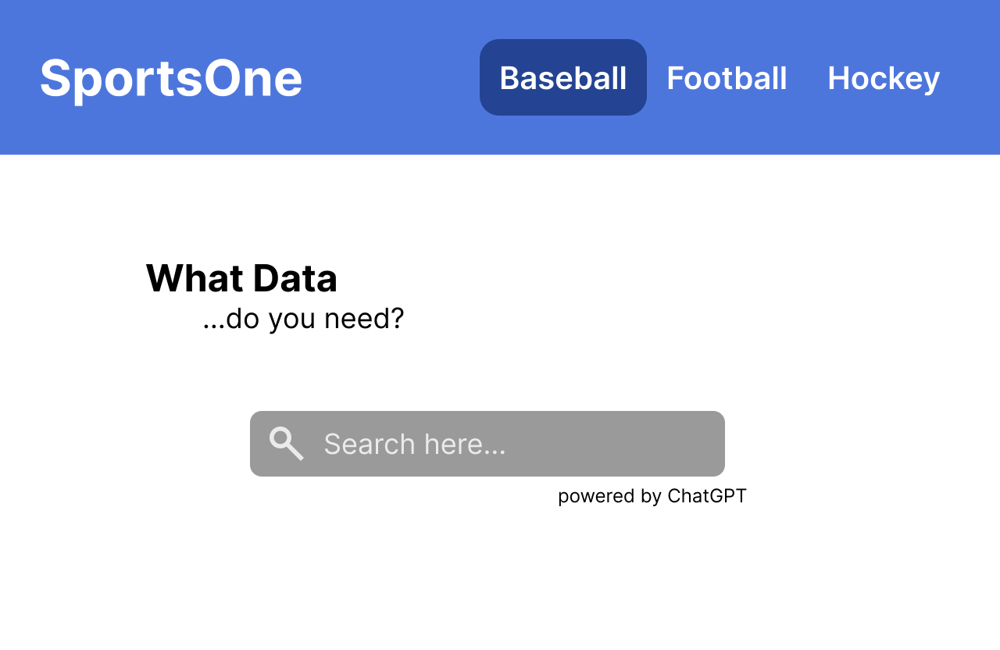 SportsOne
Baseball Football Hockey
What Data
...do you need?
Search here...
powered by ChatGPT